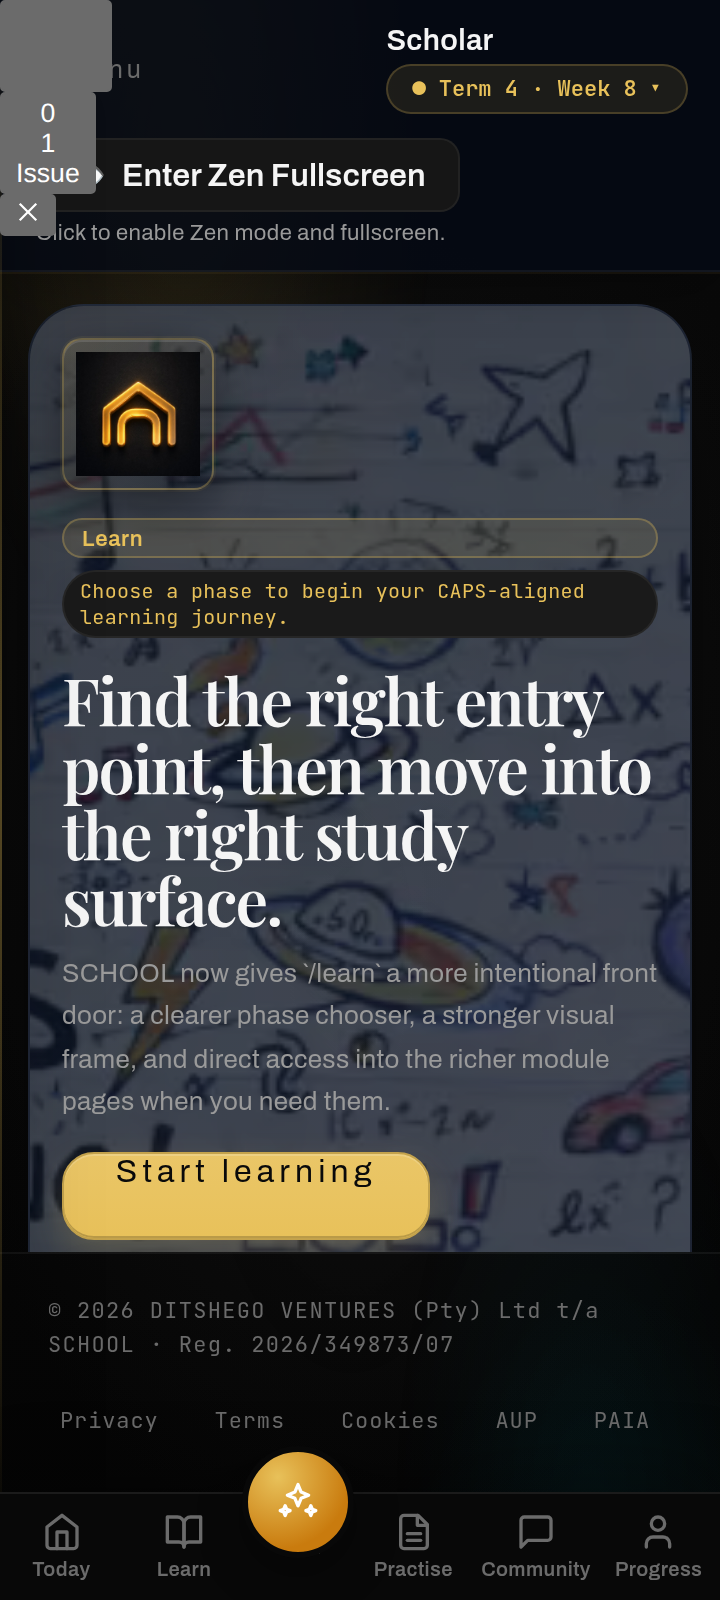 nu
Scholar
Term 4 · Week 8 ▾
0
1
Issue
Enter Zen Fullscreen
Click to enable Zen mode and fullscreen.
Learn
Choose a phase to begin your CAPS-aligned
learning journey.
Find the right entry
point, then move into
the right study
surface.
SCHOOL now gives `/learn` a more intentional front
door: a clearer phase chooser, a stronger visual
frame, and direct access into the richer module
pages when you need them.
Start learning
© 2026 DITSHEGO VENTURES (Pty) Ltd t/a
SCHOOL · Reg. 2026/349873/07
Privacy Terms Cookies AUP PAIA
Today Learn Practise Community Progress